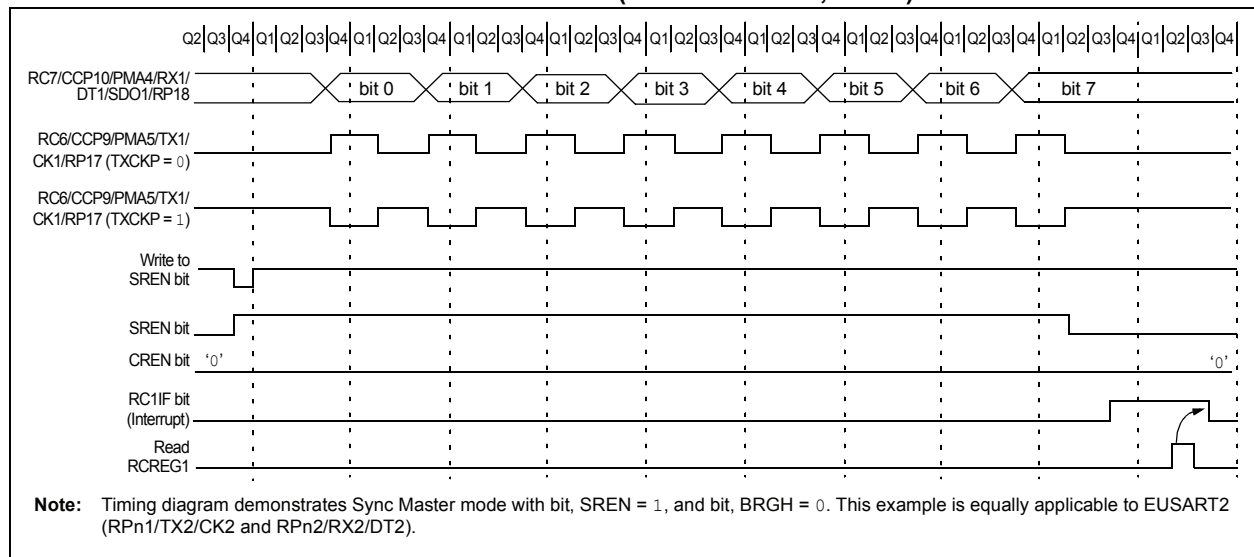 Q2 Q3 Q4 Q1 Q2 Q3 Q4 Q1 Q2 Q3 Q4 Q1 Q2 Q3 Q4 Q1 Q2 Q3 Q4 Q1 Q2 Q3 Q4 Q1 Q2 Q3 Q4 Q1 Q2 Q3 Q4 Q1 Q2 Q3 Q4 Q1 Q2 Q3 Q4 Q1 Q2 Q3 Q4
RC7/CCP10/PMA4/RX1/
DT1/SDO1/RP18
bit 0 bit 1 bit 2 bit 3 bit 4 bit 5 bit 6 bit 7
RC6/CCP9/PMA5/TX1/
CK1/RP17 (TXCKP = 0)
RC6/CCP9/PMA5/TX1/
CK1/RP17 (TXCKP = 1)
Write to
SREN bit
SREN bit
CREN bit ‘0’ ‘0’
RC1IF bit
(Interrupt)
Read
RCREG1
Note: Timing diagram demonstrates Sync Master mode with bit, SREN = 1, and bit, BRGH = 0. This example is equally applicable to EUSART2
(RPn1/TX2/CK2 and RPn2/RX2/DT2).